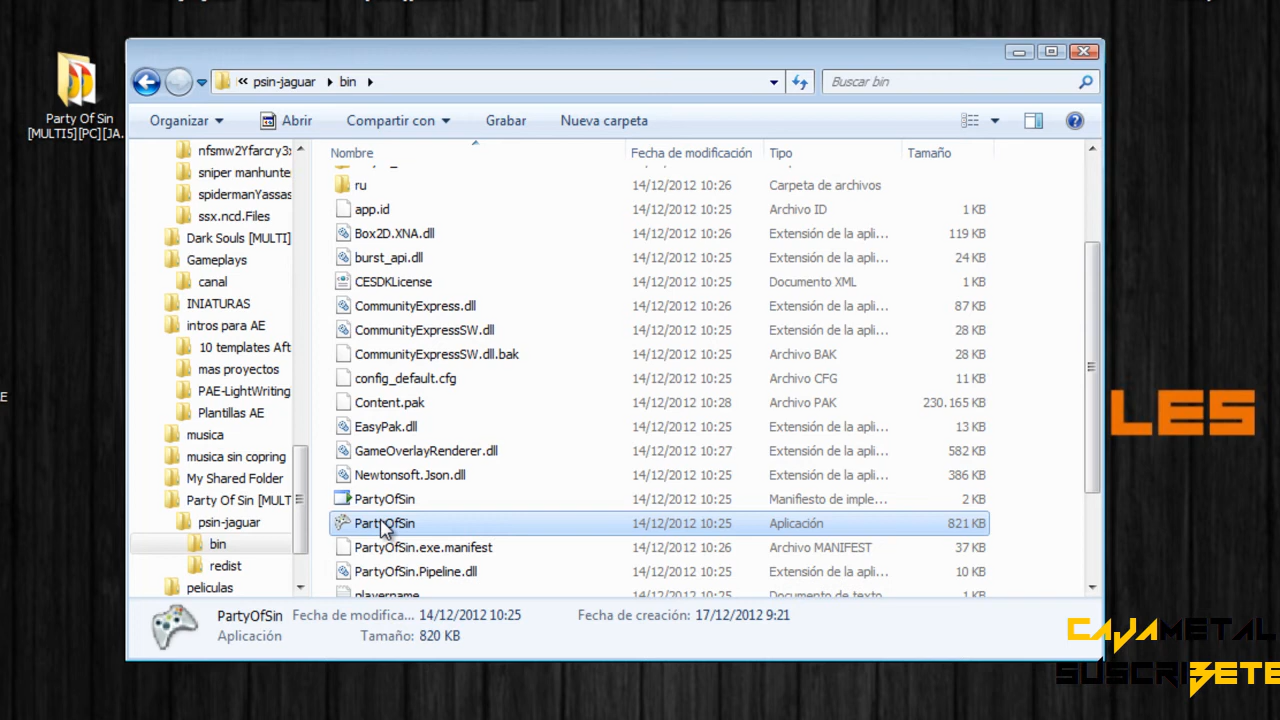 Party Of Sin
[MULTI5][PC][JA...
« psin-jaguar bin
Buscar bin
Organizar Abrir Compartir con Grabar Nueva carpeta
Nombre Fecha de modificación Tipo Tamaño
nfsmw2Yfarcry3x
sniper manhunte
spidermanYassas
ssx.ncd.Files
Dark Souls [MULTI]
Gameplays
canal
INIATURAS
intros para AE
10 templates Aft
mas proyectos
PAE-LightWriting
Plantillas AE
musica
musica sin copring
My Shared Folder
Party Of Sin [MULT
psin-jaguar
bin
redist
peliculas
ru 14/12/2012 10:26 Carpeta de archivos
app.id 14/12/2012 10:25 Archivo ID 1 KB
Box2D.XNA.dll 14/12/2012 10:26 Extensión de la apli... 119 KB
burst_api.dll 14/12/2012 10:25 Extensión de la apli... 24 KB
CESDKLicense 14/12/2012 10:25 Documento XML 1 KB
CommunityExpress.dll 14/12/2012 10:26 Extensión de la apli... 87 KB
CommunityExpressSW.dll 14/12/2012 10:25 Extensión de la apli... 28 KB
CommunityExpressSW.dll.bak 14/12/2012 10:25 Archivo BAK 28 KB
config_default.cfg 14/12/2012 10:25 Archivo CFG 11 KB
Content.pak 14/12/2012 10:28 Archivo PAK 230.165 KB
EasyPak.dll 14/12/2012 10:25 Extensión de la apli... 13 KB
GameOverlayRenderer.dll 14/12/2012 10:27 Extensión de la apli... 582 KB
Newtonsoft.Json.dll 14/12/2012 10:25 Extensión de la apli... 386 KB
PartyOfSin 14/12/2012 10:25 Manifiesto de imple... 2 KB
PartyOfSin 14/12/2012 10:25 Aplicación 821 KB
PartyOfSin.exe.manifest 14/12/2012 10:26 Archivo MANIFEST 37 KB
PartyOfSin.Pipeline.dll 14/12/2012 10:25 Extensión de la apli... 10 KB
playername 14/12/2012 10:25 Documento de texto 1 KB
PartyOfSin Fecha de modifica... 14/12/2012 10:25 Fecha de creación: 17/12/2012 9:21
Aplicación Tamaño: 820 KB
LES
CAJAMETAL
SUSCRIBETE